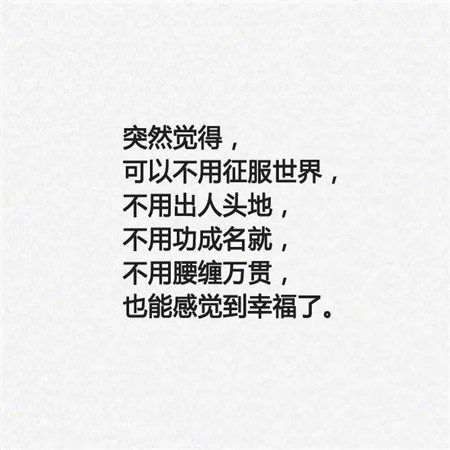 突然觉得，
可以不用征服世界，
不用出人头地，
不用功成名就，
不用腰缠万贯，
也能感觉到幸福了。